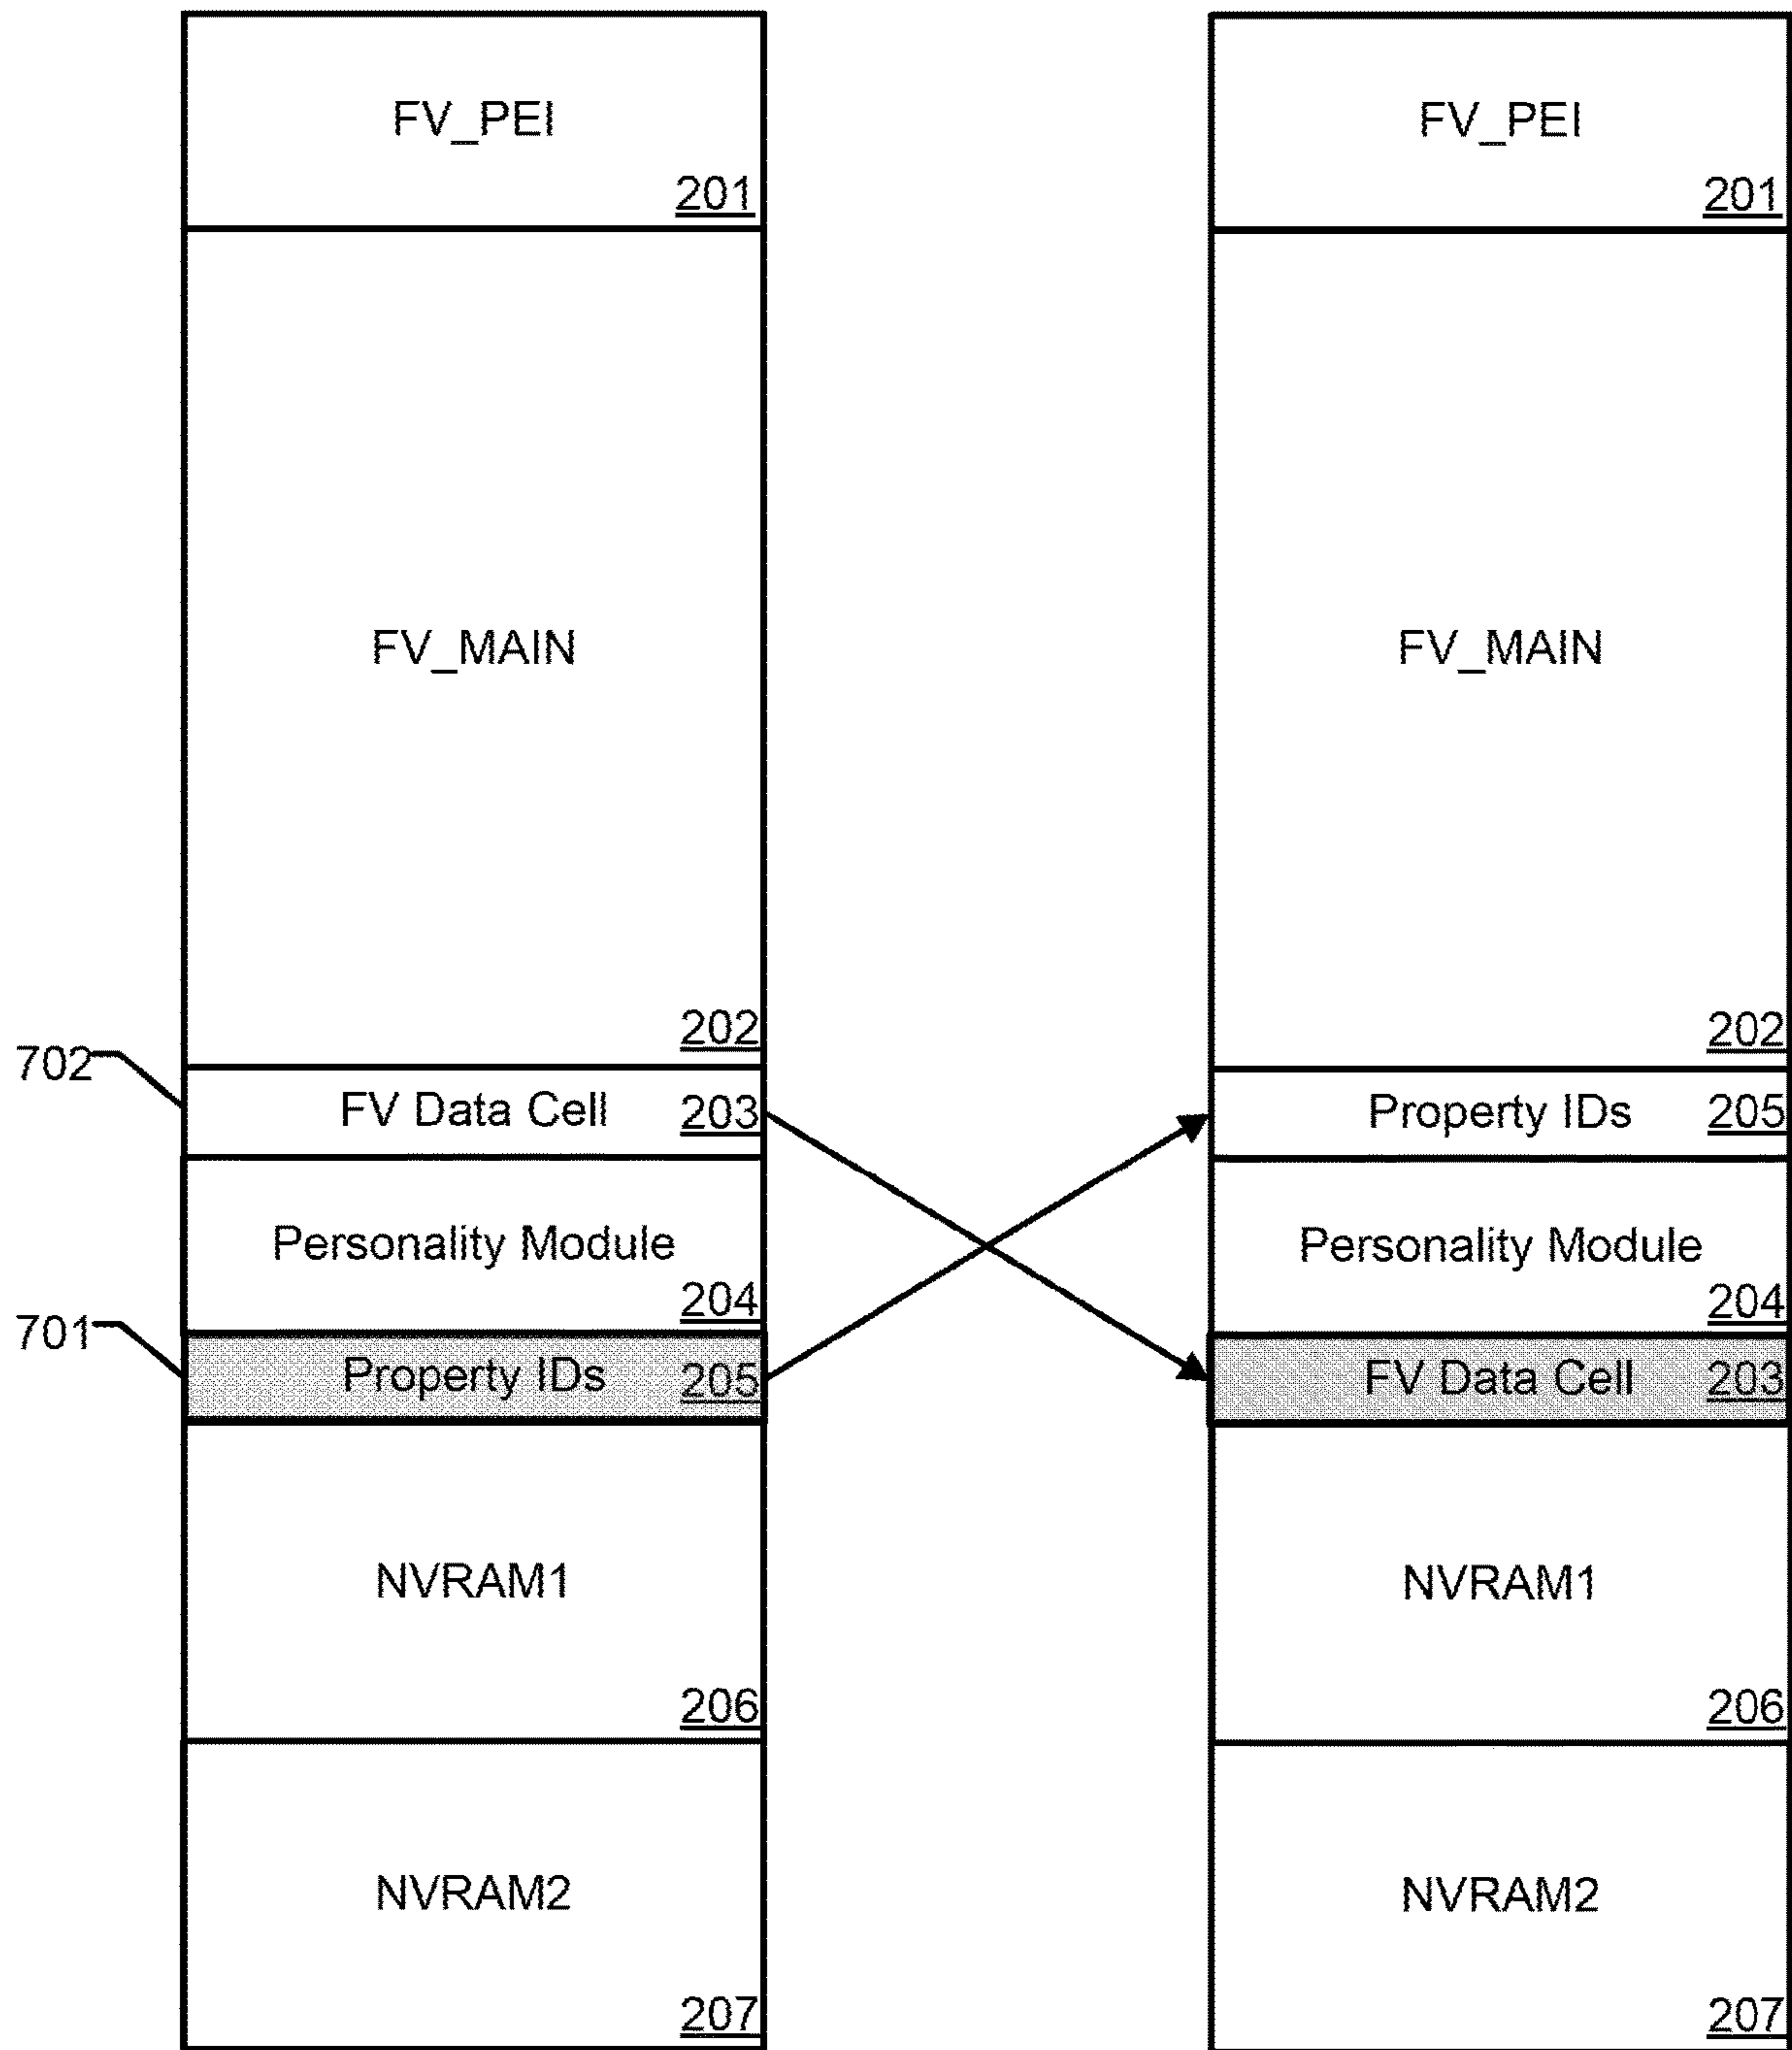 FV_PEI
201
FV_MAIN
202
702
FV Data Cell 203
Personality Module
204
701
Property IDs 205
NVRAM1
206
NVRAM2
207
FV_PEI
201
FV_MAIN
202
Property IDs 205
Personality Module
204
FV Data Cell 203
NVRAM1
206
NVRAM2
207